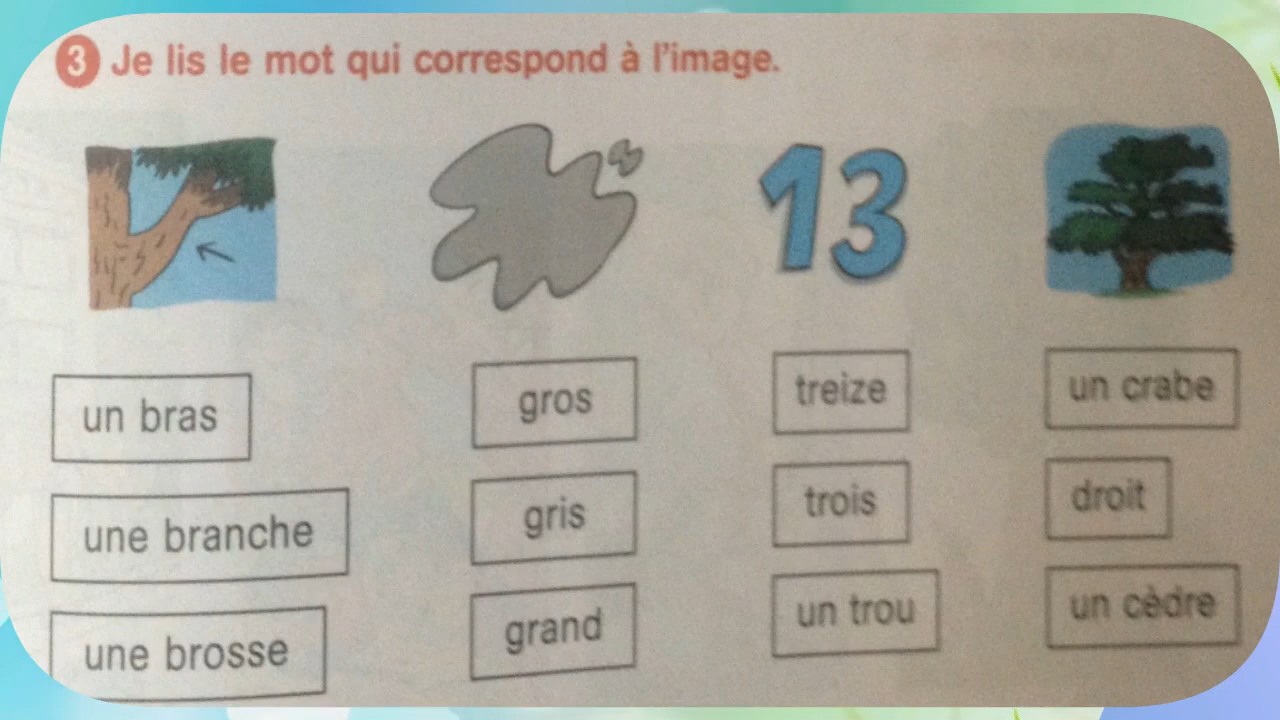 3 Je lis le mot qui correspond à l'image.
13
un bras
gros
treize
un crabe
une branche
gris
trois
droit
une brosse
grand
un trou
un cèdre